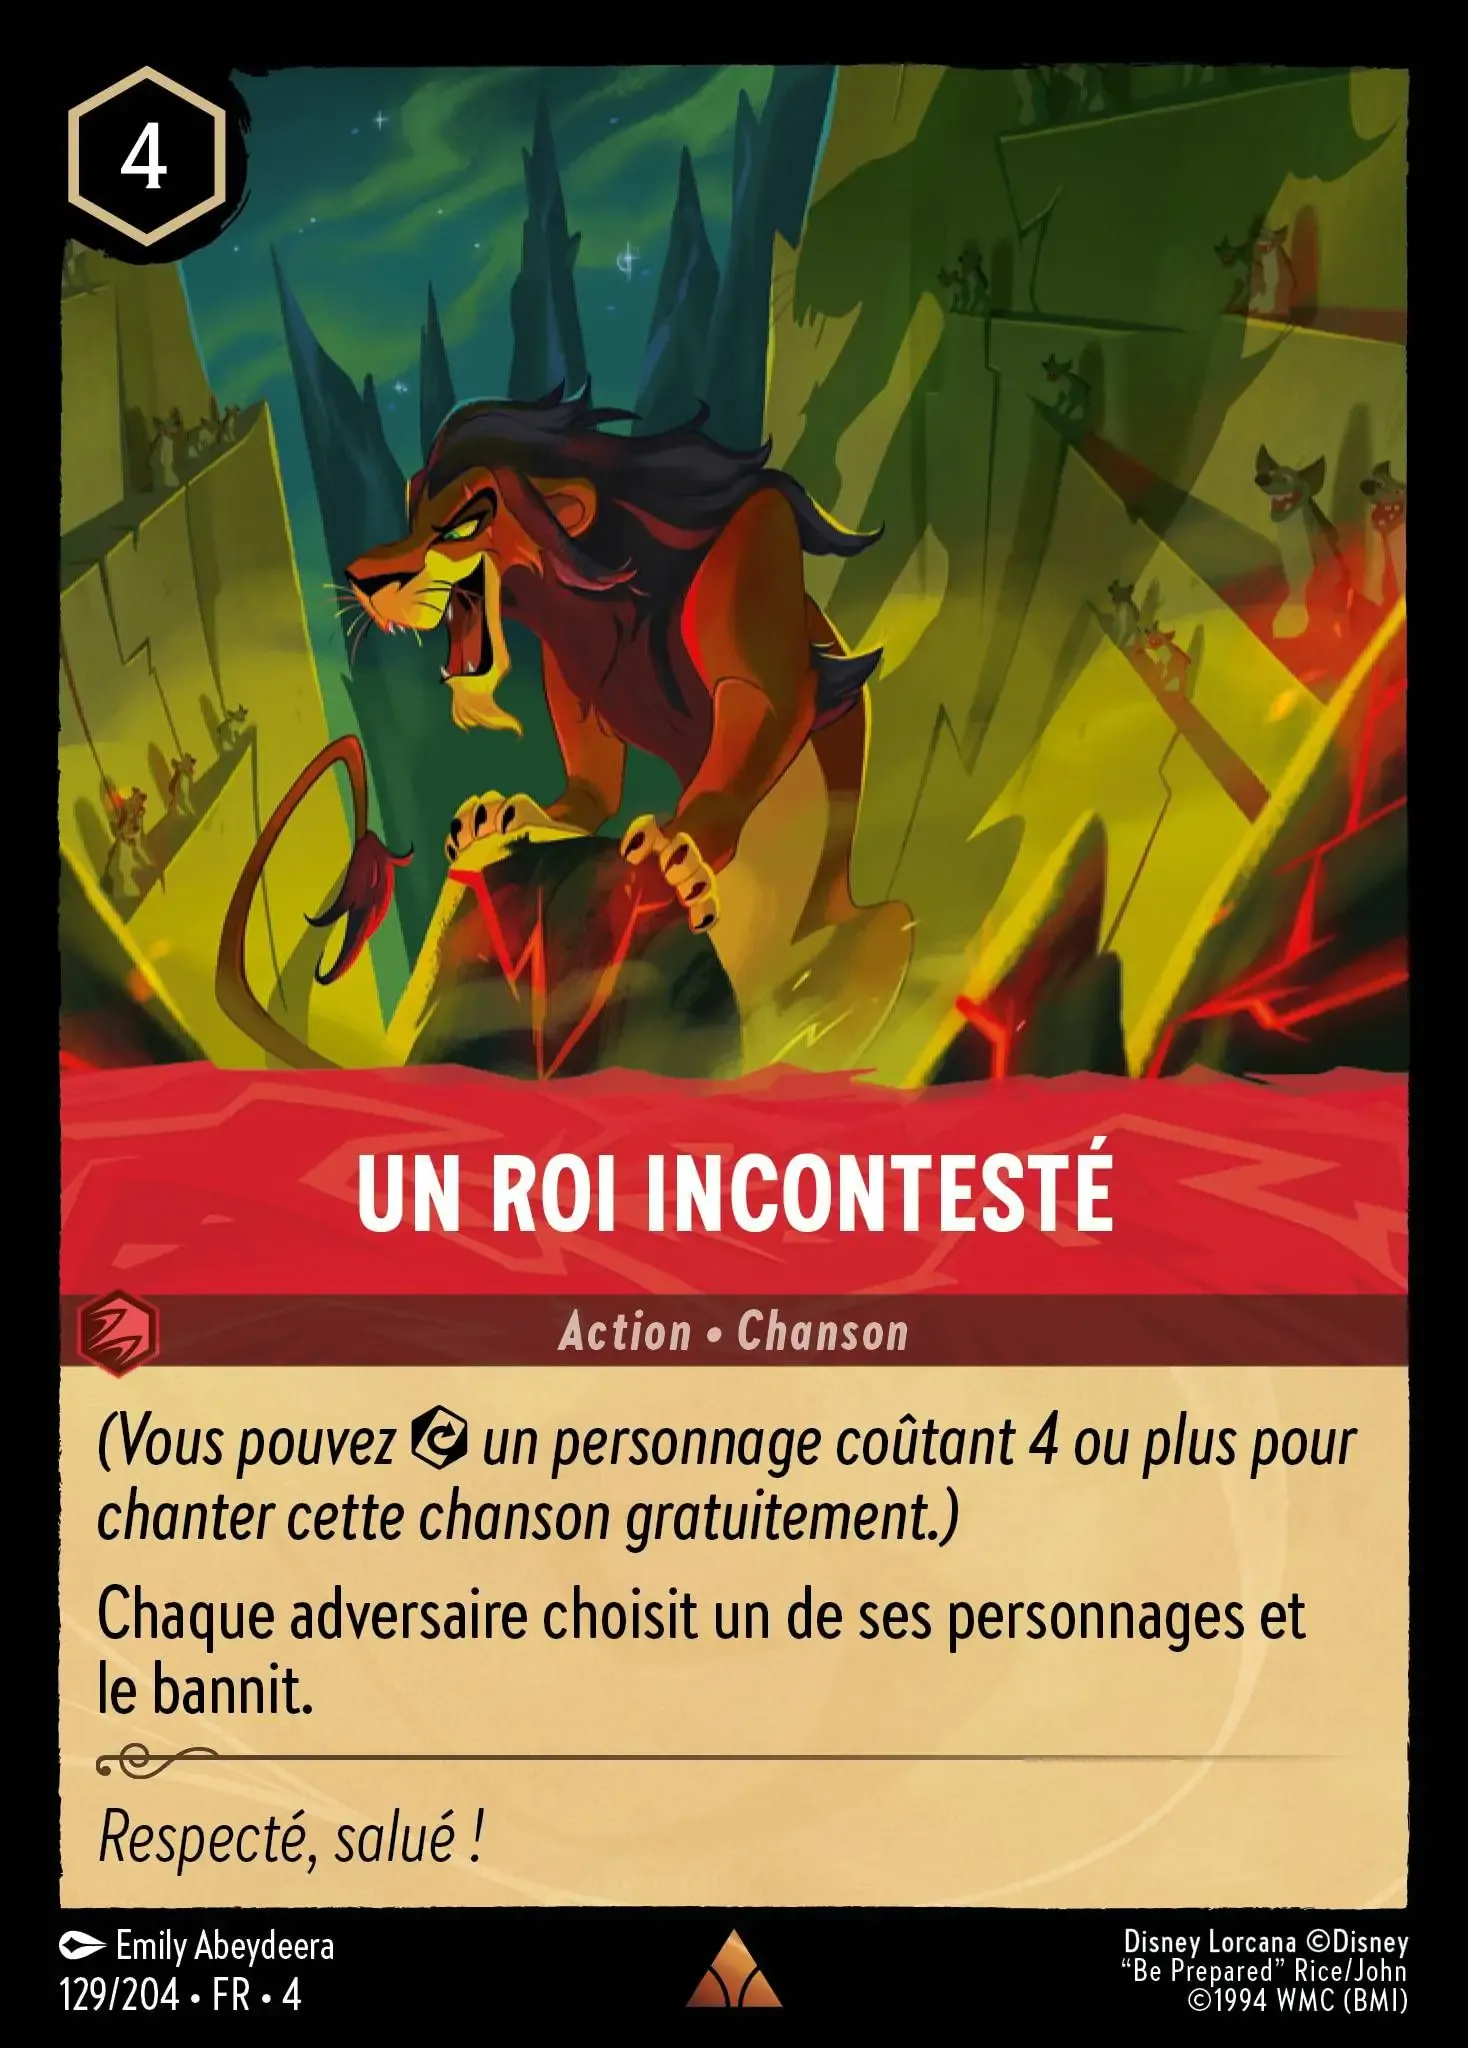 4
UN ROI INCONTESTÉ
Action • Chanson
(Vous pouvez un personnage coûtant 4 ou plus pour
chanter cette chanson gratuitement.)
Chaque adversaire choisit un de ses personnages et
le bannit.
Respecté, salué !
Emily Abeydeera
129/204 • FR • 4
Disney Lorcana ©Disney
“Be Prepared” Rice/John
©1994 WMC (BMI)